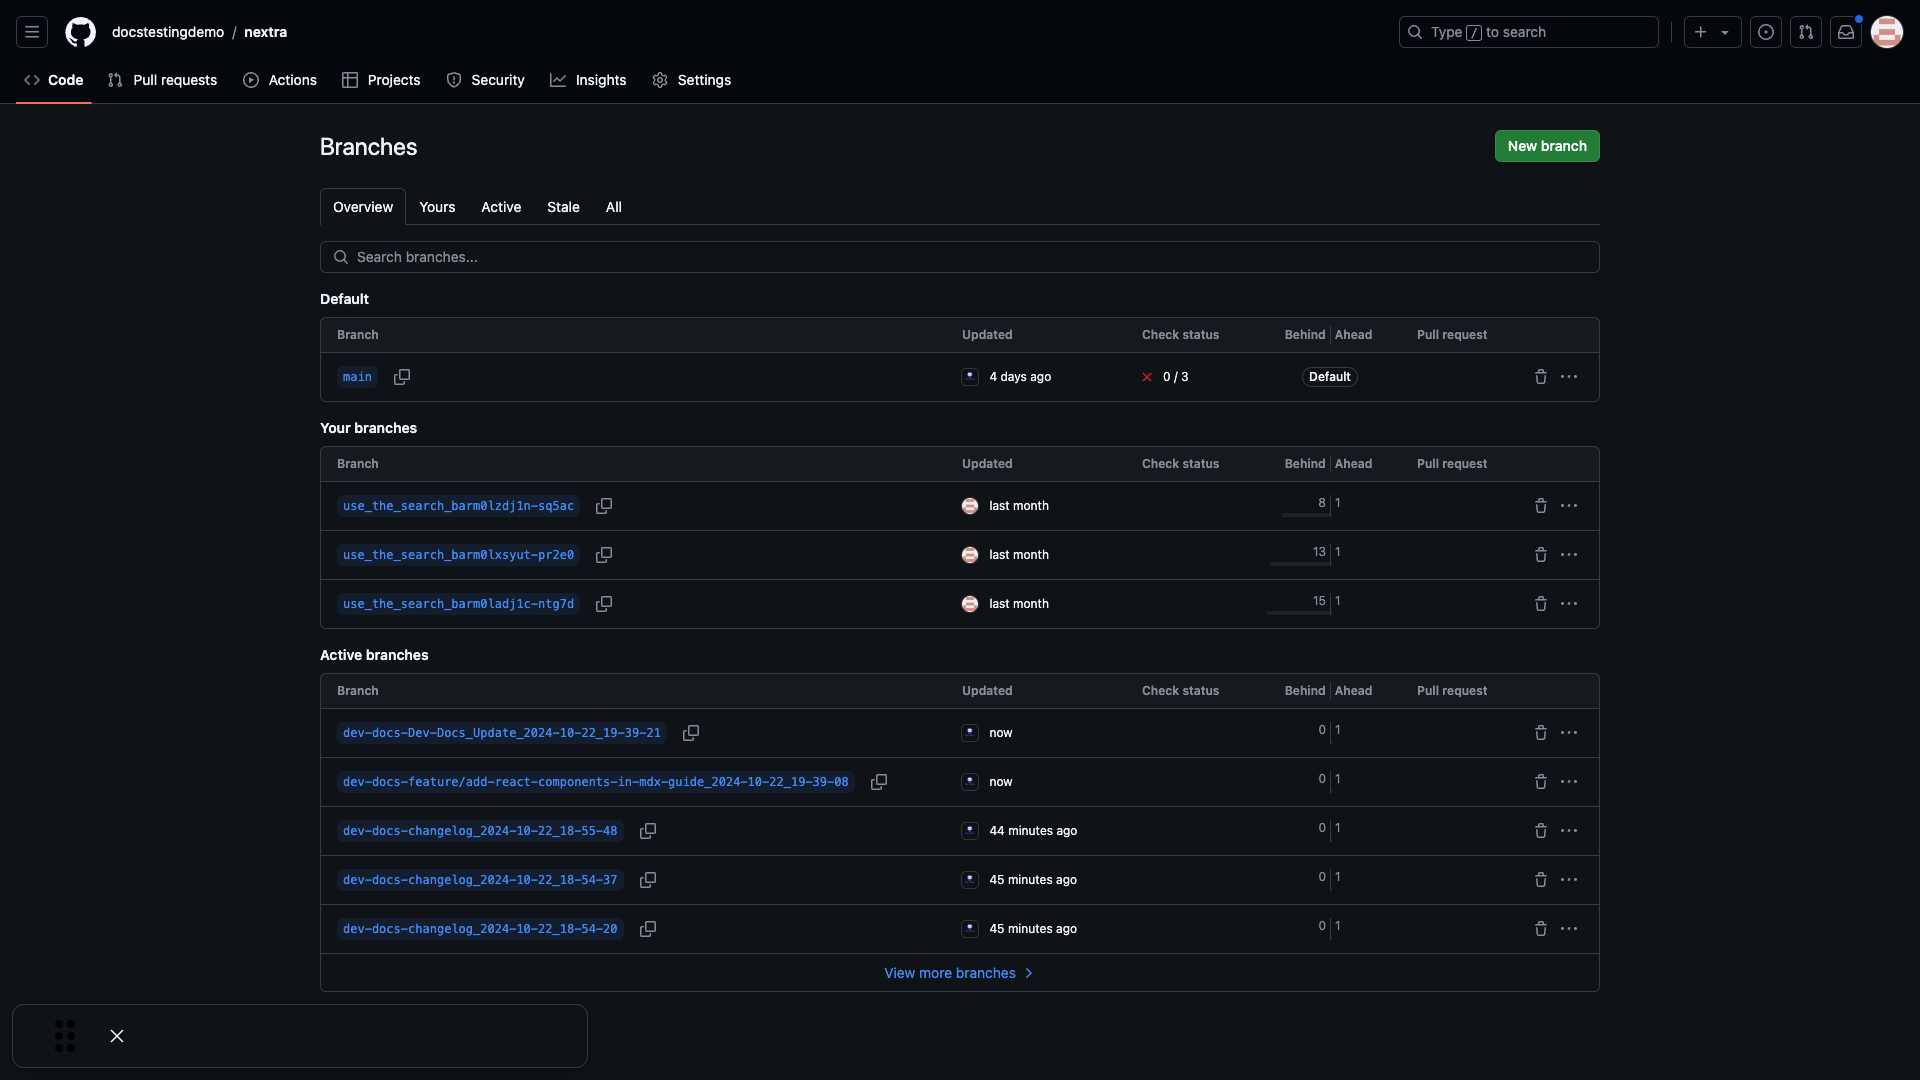 docstestingdemo / nextra
Type / to search
Code Pull requests Actions Projects Security Insights Settings
Branches
New branch
Overview Yours Active Stale All
Search branches...
Default
Branch Updated Check status Behind Ahead Pull request
main 4 days ago 0 / 3 Default
Your branches
Branch Updated Check status Behind Ahead Pull request
use_the_search_barm0lzdj1n-sq5ac last month 8 1
use_the_search_barm0lxsyut-pr2e0 last month 13 1
use_the_search_barm0ladj1c-ntg7d last month 15 1
Active branches
Branch Updated Check status Behind Ahead Pull request
dev-docs-Dev-Docs_Update_2024-10-22_19-39-21 now 0 1
dev-docs-feature/add-react-components-in-mdx-guide_2024-10-22_19-39-08 now 0 1
dev-docs-changelog_2024-10-22_18-55-48 44 minutes ago 0 1
dev-docs-changelog_2024-10-22_18-54-37 45 minutes ago 0 1
dev-docs-changelog_2024-10-22_18-54-20 45 minutes ago 0 1
View more branches